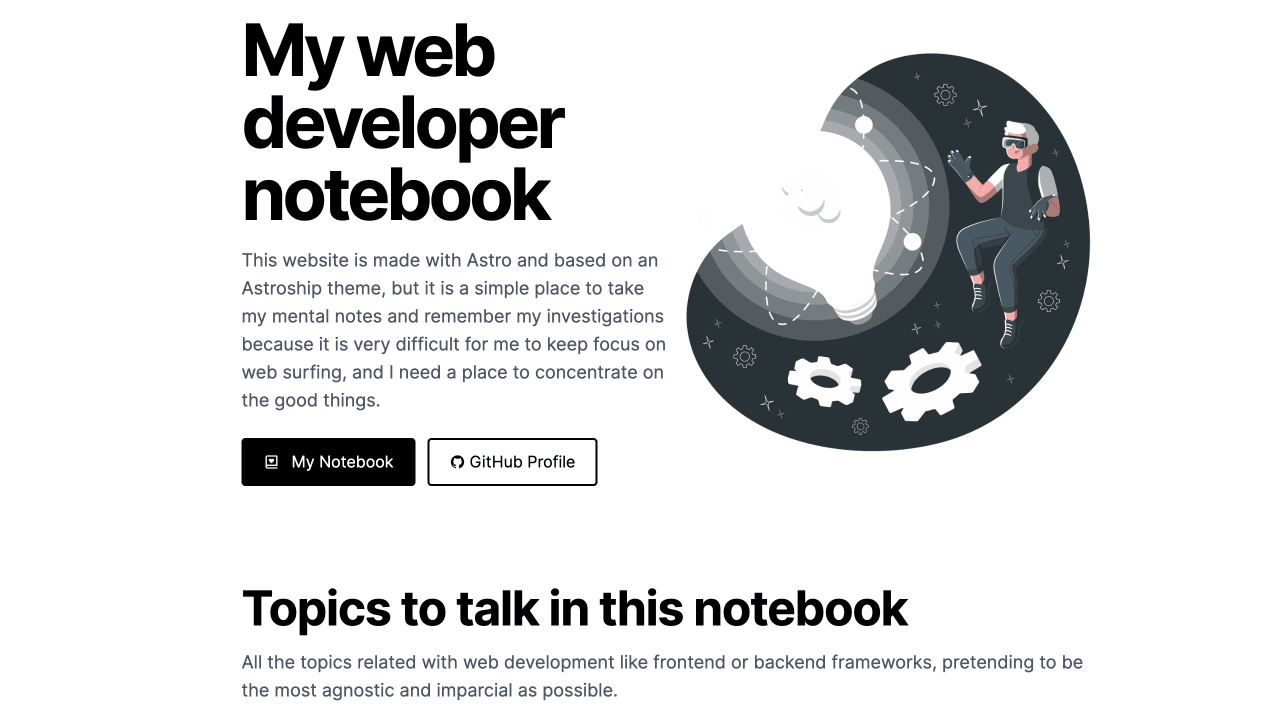 My web
developer
notebook
This website is made with Astro and based on an
Astroship theme, but it is a simple place to take
my mental notes and remember my investigations
because it is very difficult for me to keep focus on
web surfing, and I need a place to concentrate on
the good things.
My Notebook
GitHub Profile
Topics to talk in this notebook
All the topics related with web development like frontend or backend frameworks, pretending to be
the most agnostic and imparcial as possible.